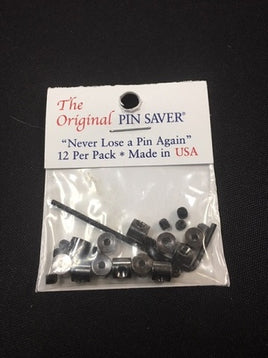 The
Original PIN SAVER®
"Never Lose a Pin Again"
12 Per Pack * Made in USA